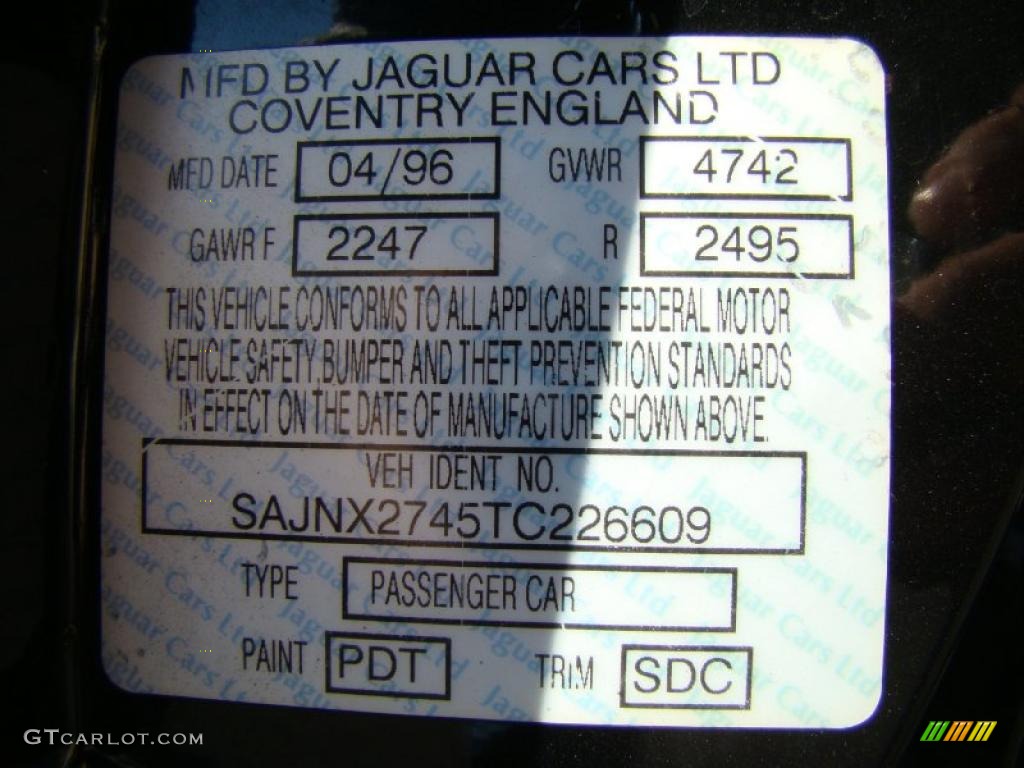 MFD BY JAGUAR CARS LTD
COVENTRY ENGLAND
MFD DATE 04/96 GVWR 4742
GAWR F 2247 R 2495
THIS VEHICLE CONFORMS TO ALL APPLICABLE FEDERAL MOTOR
VEHICLE SAFETY, BUMPER AND THEFT PREVENTION STANDARDS
IN EFFECT ON THE DATE OF MANUFACTURE SHOWN ABOVE.
VEH IDENT NO.
SAJNX2745TC226609
TYPE PASSENGER CAR
PAINT PDT TRIM SDC
GTCARLOT.COM